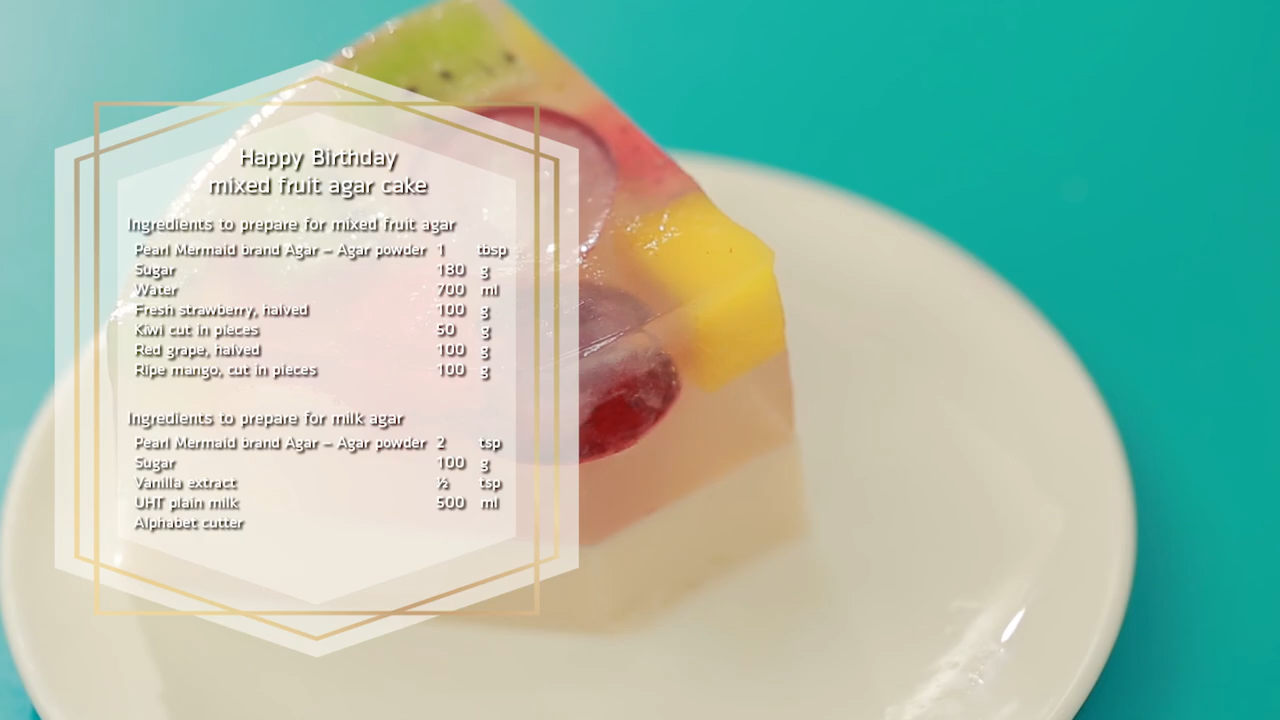 Happy Birthday
mixed fruit agar cake
Ingredients to prepare for mixed fruit agar
Pearl Mermaid brand Agar – Agar powder 1 tbsp
Sugar 180 g
Water 700 ml
Fresh strawberry, halved 100 g
Kiwi cut in pieces 50 g
Red grape, halved 100 g
Ripe mango, cut in pieces 100 g
Ingredients to prepare for milk agar
Pearl Mermaid brand Agar – Agar powder 2 tsp
Sugar 100 g
Vanilla extract ½ tsp
UHT plain milk 500 ml
Alphabet cutter